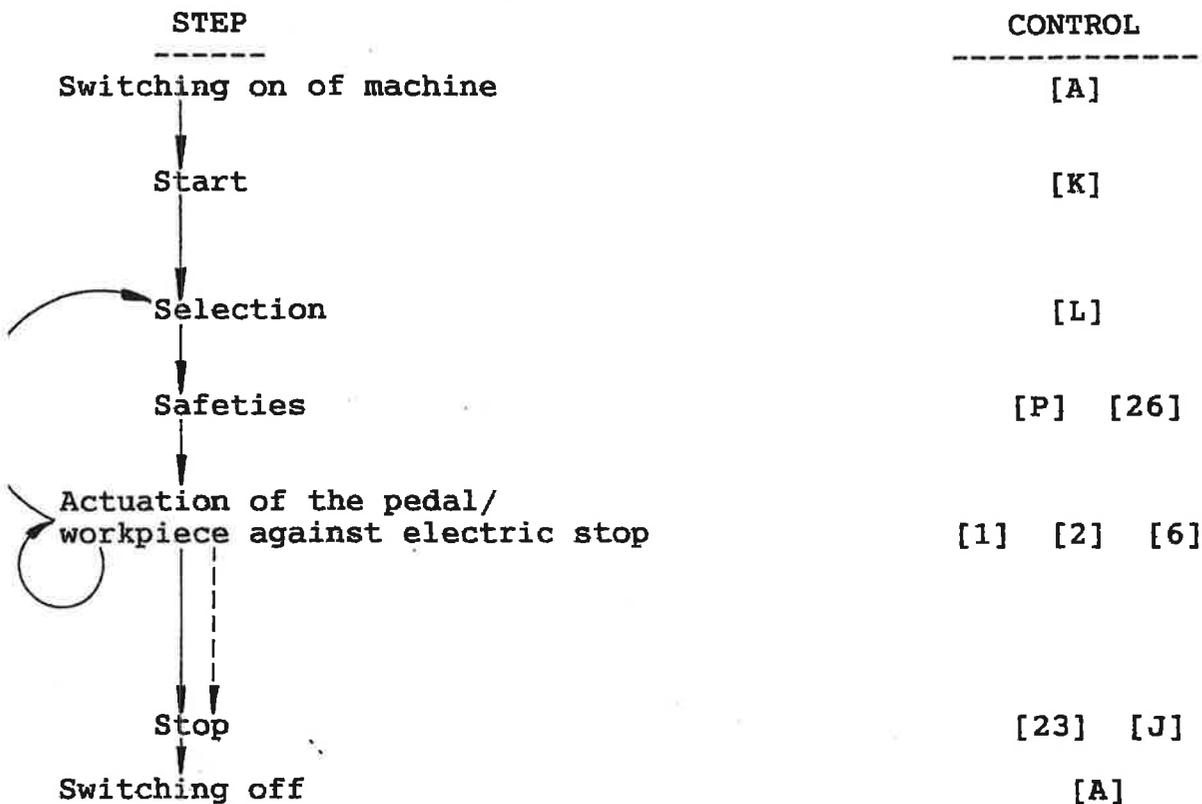 STEP CONTROL
Switching on of machine [A]
Start [K]
Selection [L]
Safeties [P] [26]
Actuation of the pedal/
workpiece against electric stop [1] [2] [6]
Stop [23] [J]
Switching off [A]